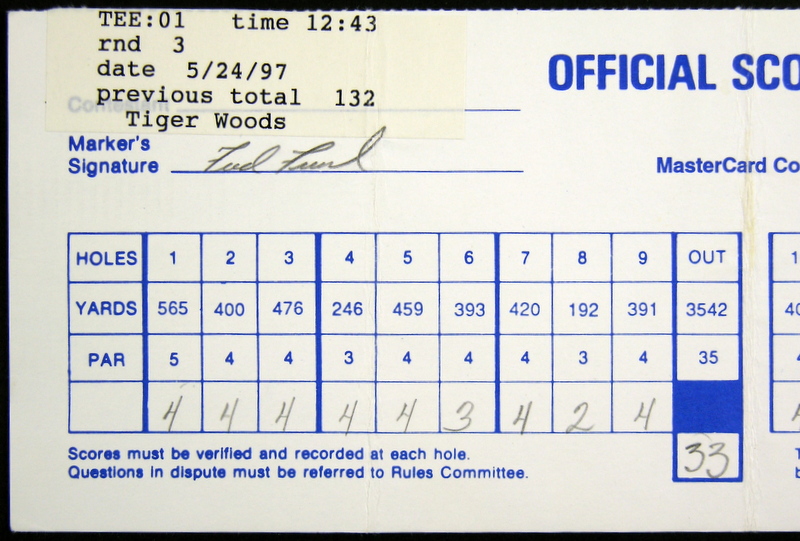 TEE:01 time 12:43
rnd 3
date 5/24/97
previous total 132
Tiger Woods
OFFICIAL SCO
Contestant
Marker's
Signature
MasterCard Co
HOLES 1 2 3 4 5 6 7 8 9 OUT 1
YARDS 565 400 476 246 459 393 420 192 391 3542 40
PAR 5 4 4 3 4 4 4 3 4 35 4
4 4 4 4 4 3 4 2 4
33
Scores must be verified and recorded at each hole.
Questions in dispute must be referred to Rules Committee.